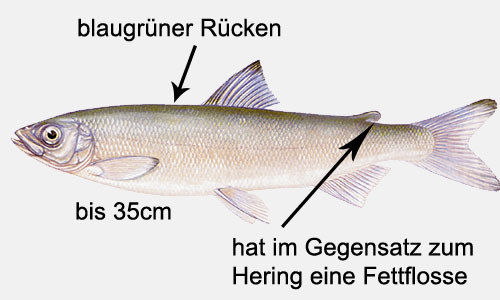 blaugrüner Rücken
bis 35cm
hat im Gegensatz zum
Hering eine Fettflosse